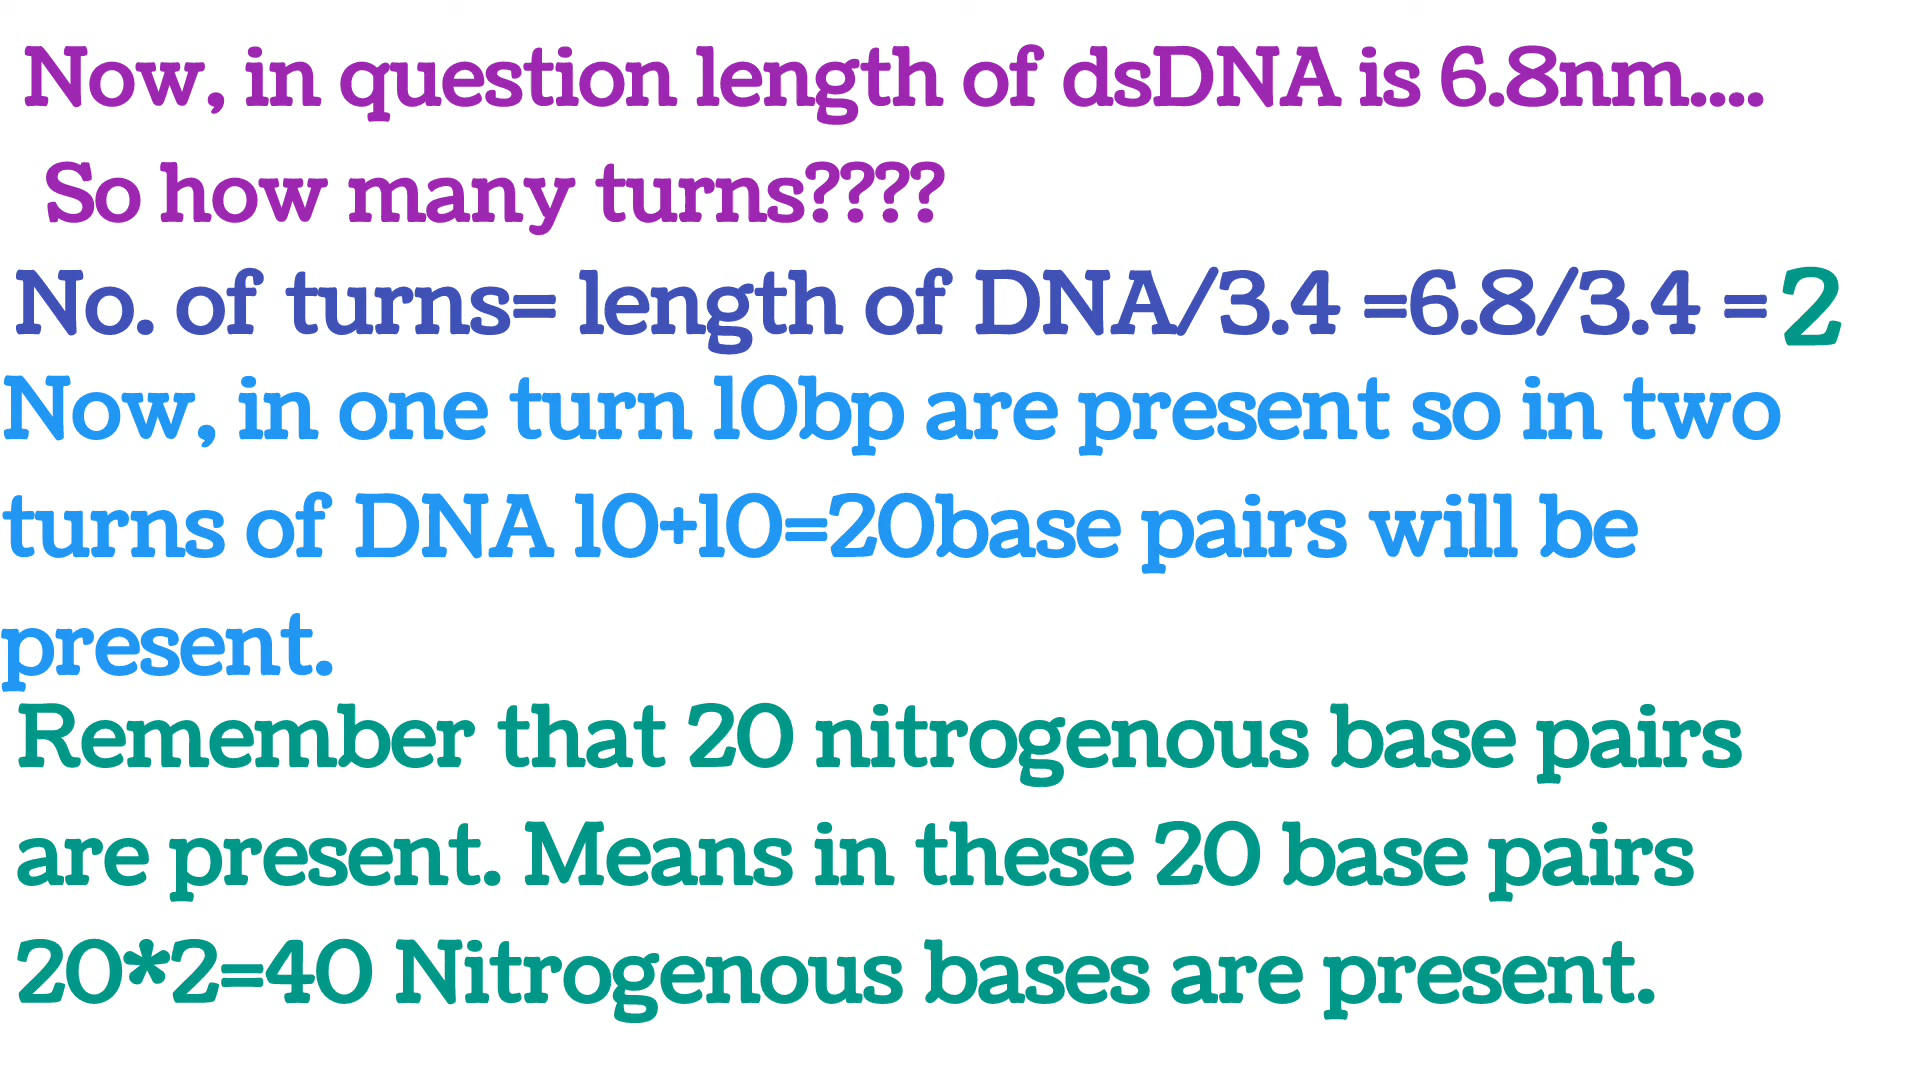 Now, in question length of dsDNA is 6.8nm....
So how many turns????
No. of turns= length of DNA/3.4 =6.8/3.4 = 2
Now, in one turn 10bp are present so in two
turns of DNA 10+10=20base pairs will be
present.
Remember that 20 nitrogenous base pairs
are present. Means in these 20 base pairs
20*2=40 Nitrogenous bases are present.